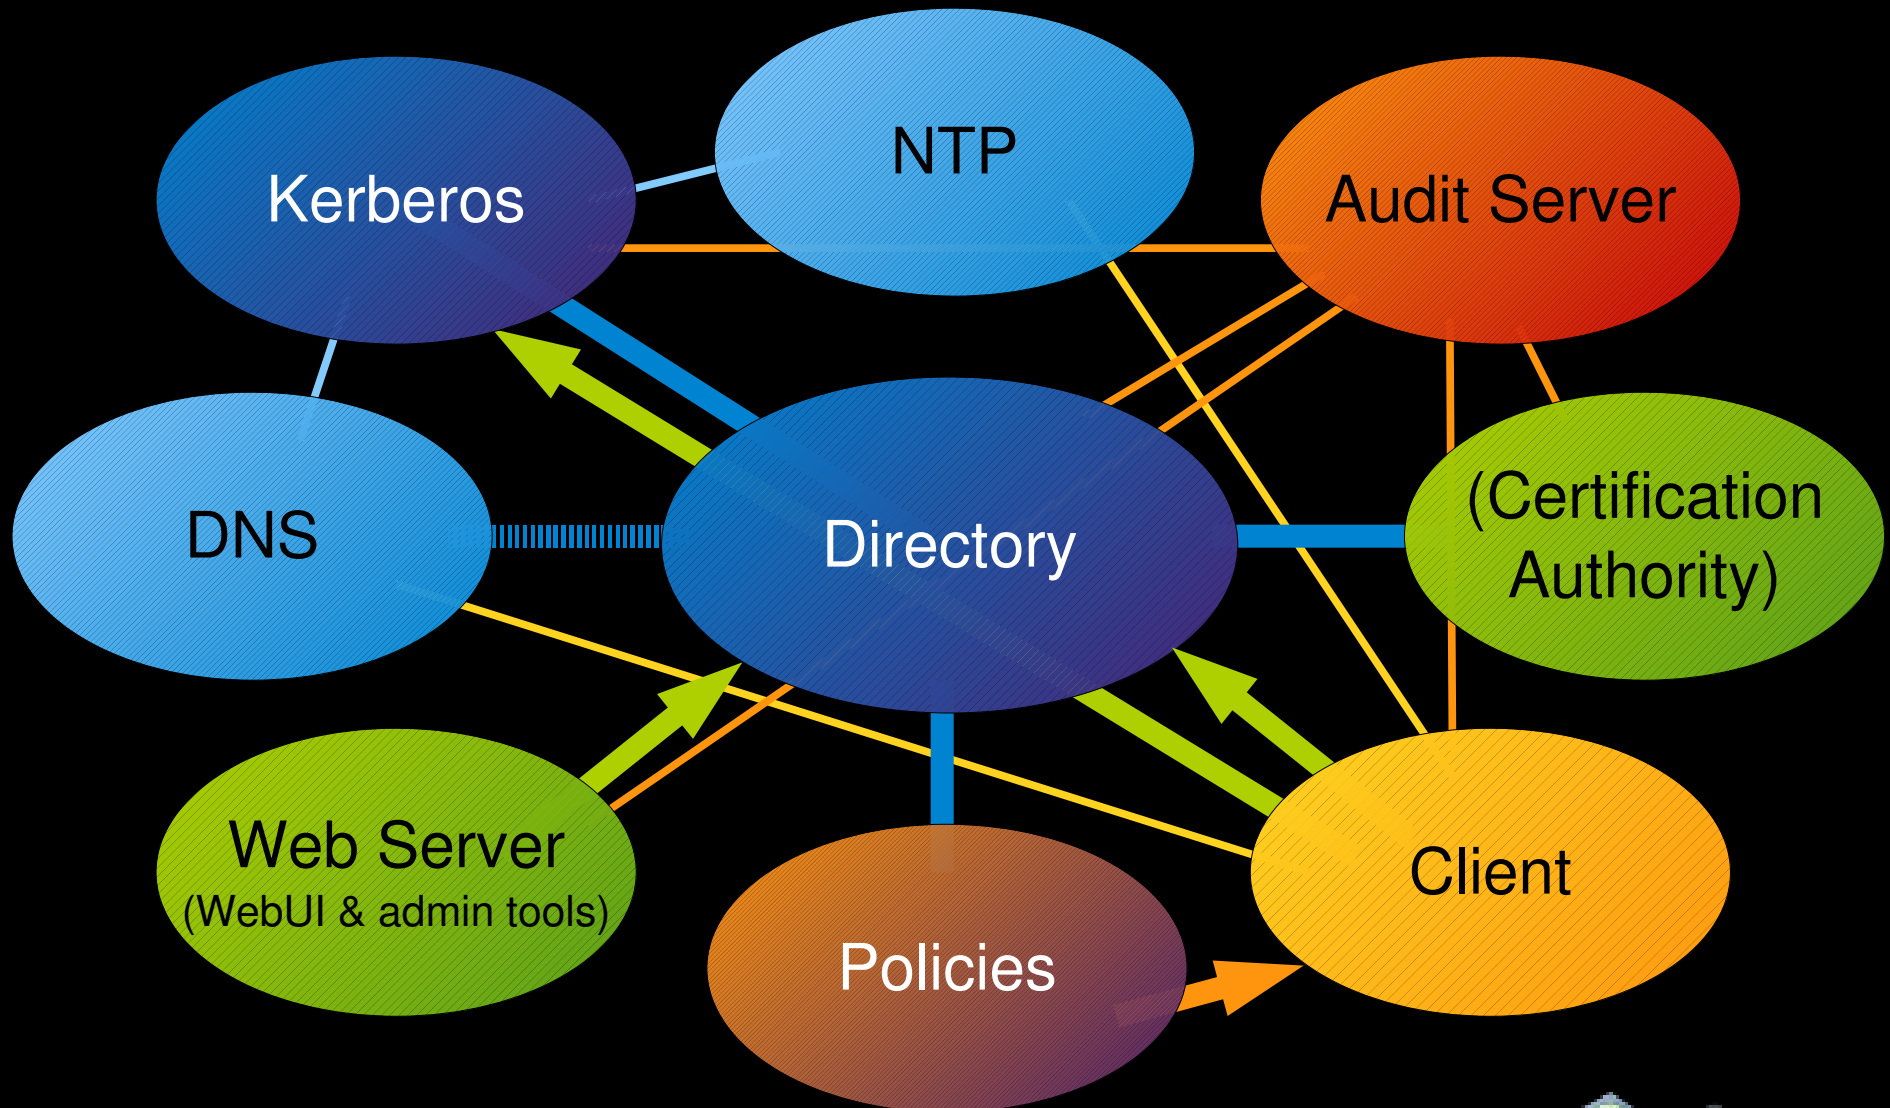 NTP
Kerberos
Audit Server
DNS
Directory
(Certification
Authority)
Web Server
(WebUI & admin tools)
Client
Policies